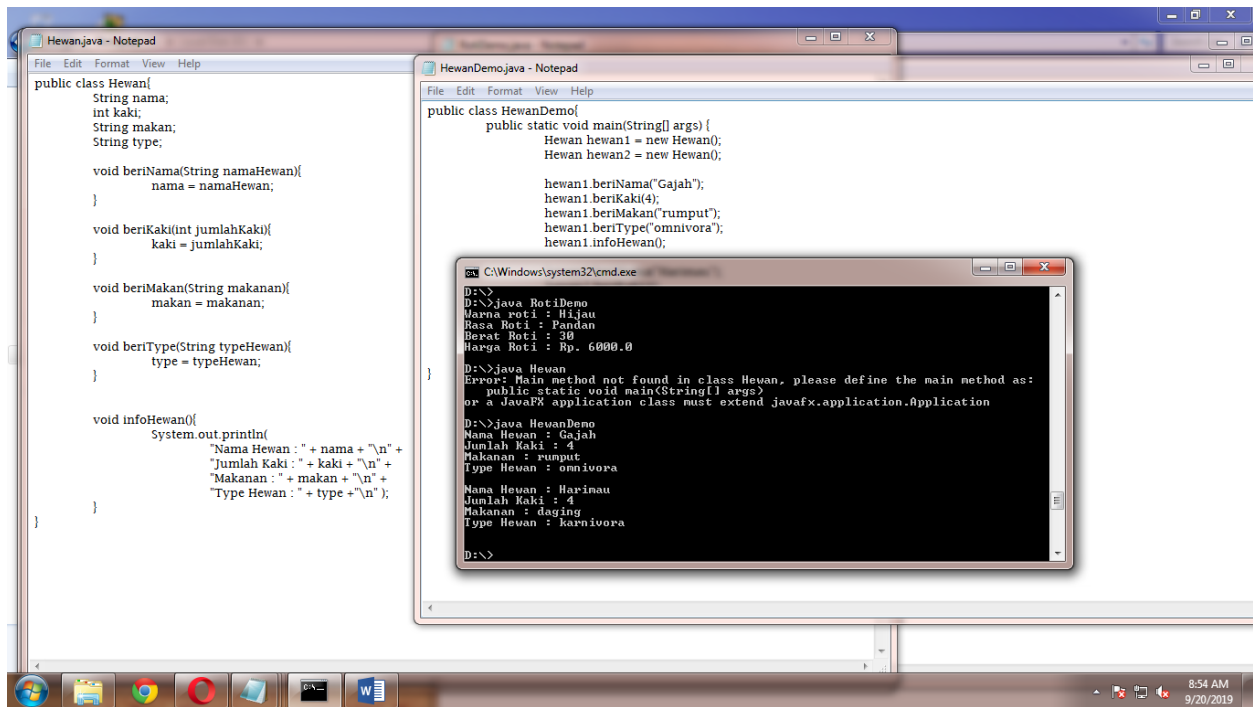 Hewan.java - Notepad
File Edit Format View Help
public class Hewan{
String nama;
int kaki;
String makan;
String type;
void beriNama(String namaHewan){
nama = namaHewan;
}
void beriKaki(int jumlahKaki){
kaki = jumlahKaki;
}
void beriMakan(String makanan){
makan = makanan;
}
void beriType(String typeHewan){
type = typeHewan;
}
void infoHewan(){
System.out.println(
"Nama Hewan : " + nama + "\n" +
"Jumlah Kaki : " + kaki + "\n" +
"Makanan : " + makan + "\n" +
"Type Hewan : " + type +"\n" );
}
}
HewanDemo.java - Notepad
File Edit Format View Help
public class HewanDemo{
public static void main(String[] args) {
Hewan hewan1 = new Hewan();
Hewan hewan2 = new Hewan();
hewan1.beriNama("Gajah");
hewan1.beriKaki(4);
hewan1.beriMakan("rumput");
hewan1.beriType("omnivora");
hewan1.infoHewan();
}
C:\Windows\system32\cmd.exe
D:\>
D:\>java RotiDemo
Warna roti : Hijau
Rasa Roti : Pandan
Berat Roti : 30
Harga Roti : Rp. 6000.0
D:\>java Hewan
Error: Main method not found in class Hewan, please define the main method as:
public static void main(String[] args)
or a JavaFX application class must extend javafx.application.Application
D:\>java HewanDemo
Nama Hewan : Gajah
Jumlah Kaki : 4
Makanan : rumput
Type Hewan : omnivora
Nama Hewan : Harimau
Jumlah Kaki : 4
Makanan : daging
Type Hewan : karnivora
D:\>
8:54 AM
9/20/2019